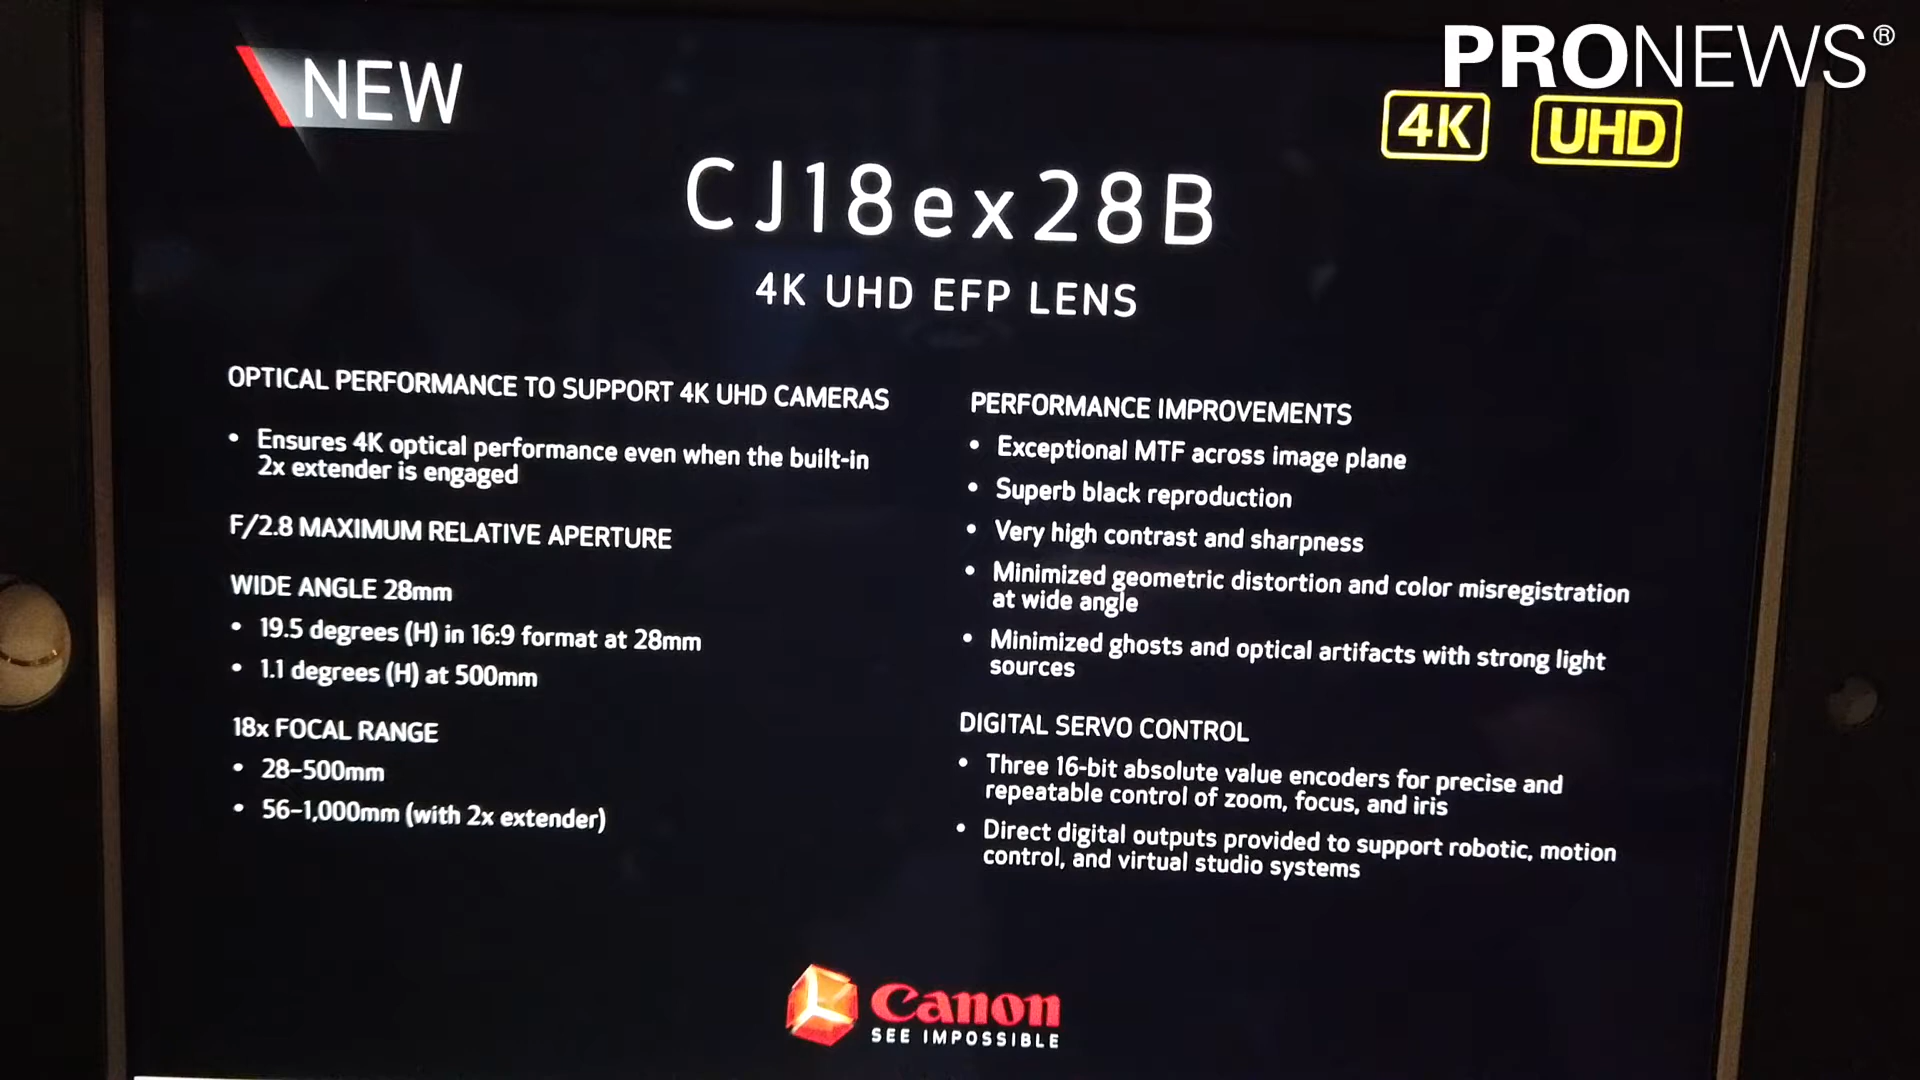 PRONEWS®
NEW
4K UHD
CJ18ex28B
4K UHD EFP LENS
OPTICAL PERFORMANCE TO SUPPORT 4K UHD CAMERAS
• Ensures 4K optical performance even when the built-in
2x extender is engaged
F/2.8 MAXIMUM RELATIVE APERTURE
WIDE ANGLE 28mm
• 19.5 degrees (H) in 16:9 format at 28mm
• 1.1 degrees (H) at 500mm
18x FOCAL RANGE
• 28–500mm
• 56–1,000mm (with 2x extender)
PERFORMANCE IMPROVEMENTS
• Exceptional MTF across image plane
• Superb black reproduction
• Very high contrast and sharpness
• Minimized geometric distortion and color misregistration
at wide angle
• Minimized ghosts and optical artifacts with strong light
sources
DIGITAL SERVO CONTROL
• Three 16-bit absolute value encoders for precise and
repeatable control of zoom, focus, and iris
• Direct digital outputs provided to support robotic, motion
control, and virtual studio systems
Canon
SEE IMPOSSIBLE